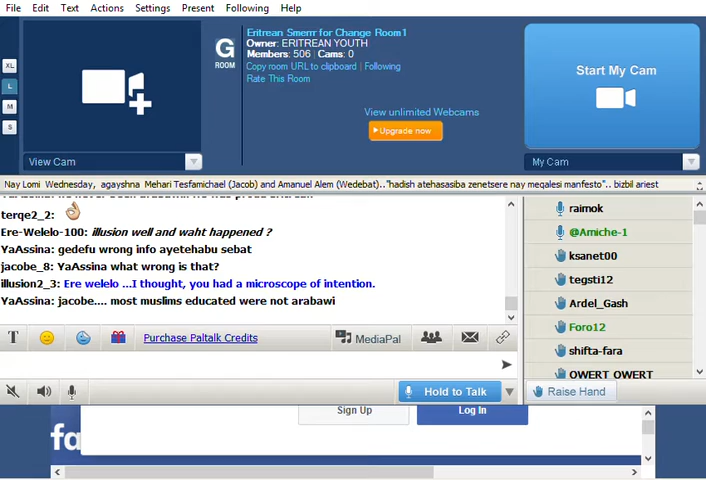 File Edit Text Actions Settings Present Following Help
XL
L
M
S
View Cam
G
ROOM
Eritrean Smerrr for Change Room1
Owner: ERITREAN YOUTH
Members: 506 | Cams: 0
Copy room URL to clipboard | Following
Rate This Room
View unlimited Webcams
Upgrade now
Start My Cam
My Cam
Nay Lomi Wednesday, agayshna Mehari Tesfamichael (Jacob) and Amanuel Alem (Wedebat).."hadish atehasasiba zenetsere nay meqalesi manfesto".. bizbil ariest
terqe2_2:
Ere-Welelo-100: illusion well and waht happened ?
YaAssina: gedefu wrong info ayetehabu sebat
jacobe_8: YaAssina what wrong is that?
illusion2_3: Ere welelo ...I thought, you had a microscope of intention.
YaAssina: jacobe.... most muslims educated were not arabawi
raimok
@Amiche-1
ksanet00
tegsti12
Ardel_Gash
Foro12
shifta-fara
OWERT OWERT
T
Purchase Paltalk Credits
MediaPal
Hold to Talk
Raise Hand
Sign Up
Log In
fa